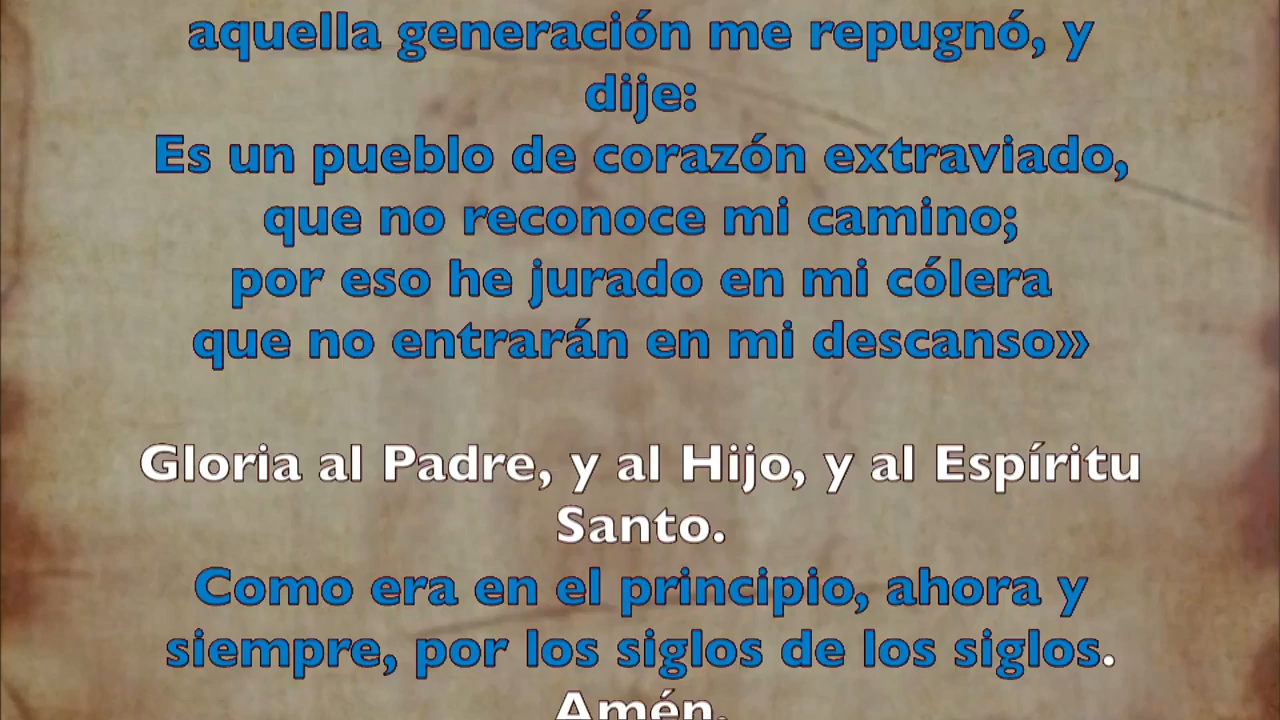 aquella generación me repugnó, y
dije:
Es un pueblo de corazón extraviado,
que no reconoce mi camino;
por eso he jurado en mi cólera
que no entrarán en mi descanso»
Gloria al Padre, y al Hijo, y al Espíritu
Santo.
Como era en el principio, ahora y
siempre, por los siglos de los siglos.
Amén.